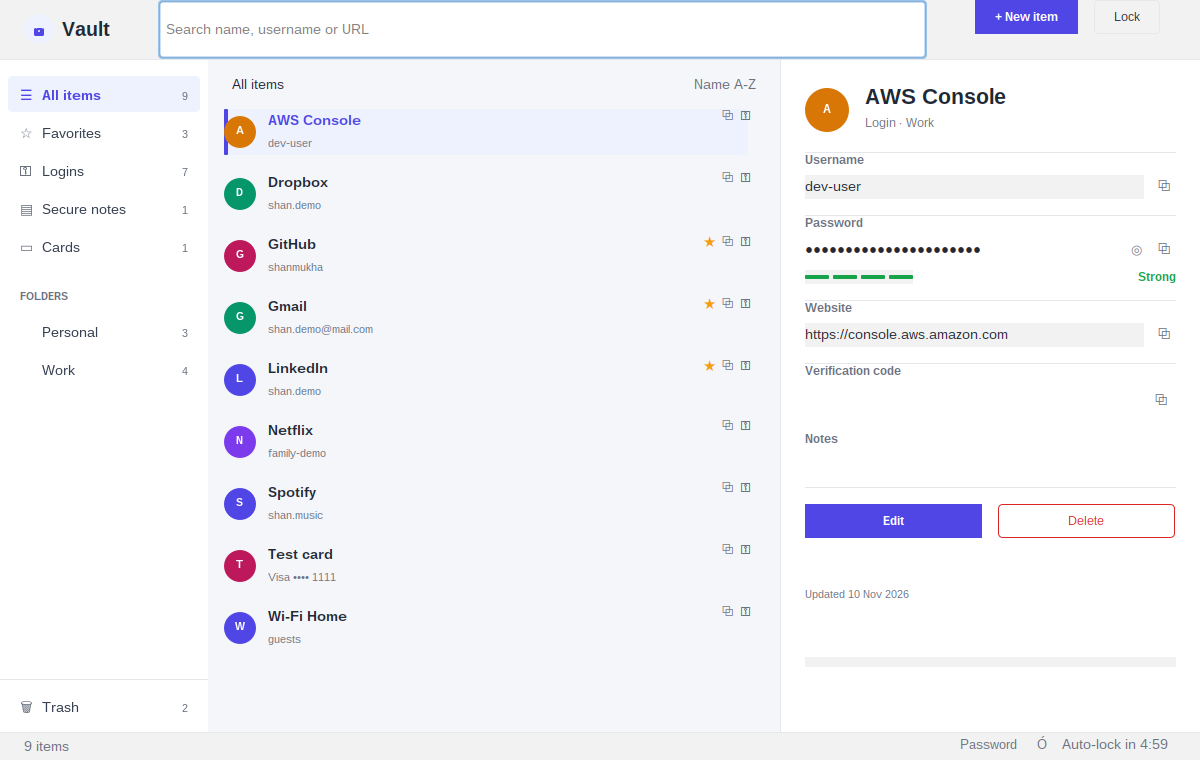 Vault
Search name, username or URL
+ New item
Lock
All items 9
Favorites 3
Logins 7
Secure notes 1
Cards 1
FOLDERS
Personal 3
Work 4
Trash 2
All items
Name A-Z
A
AWS Console
dev-user
D
Dropbox
shan.demo
G
GitHub
shanmukha
G
Gmail
shan.demo@mail.com
L
LinkedIn
shan.demo
N
Netflix
family-demo
S
Spotify
shan.music
T
Test card
Visa •••• 1111
W
Wi-Fi Home
guests
A
AWS Console
Login · Work
Username
dev-user
Password
●●●●●●●●●●●●●●●●●●●●●●
Strong
Website
https://console.aws.amazon.com
Verification code
Notes
Edit
Delete
Updated 10 Nov 2026
9 items
Password Ó Auto-lock in 4:59